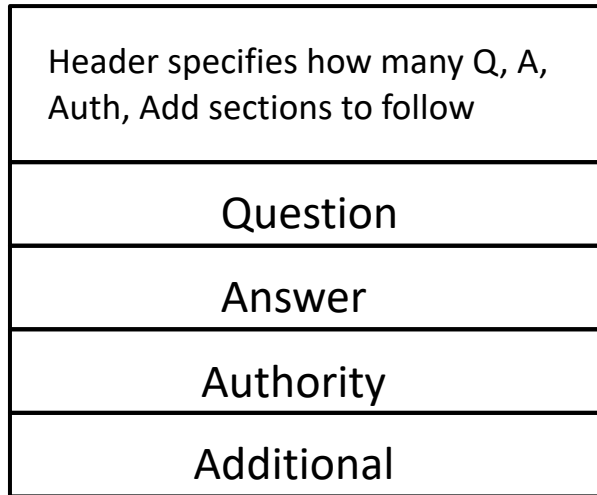 Header specifies how many Q, A,
Auth, Add sections to follow
Question
Answer
Authority
Additional